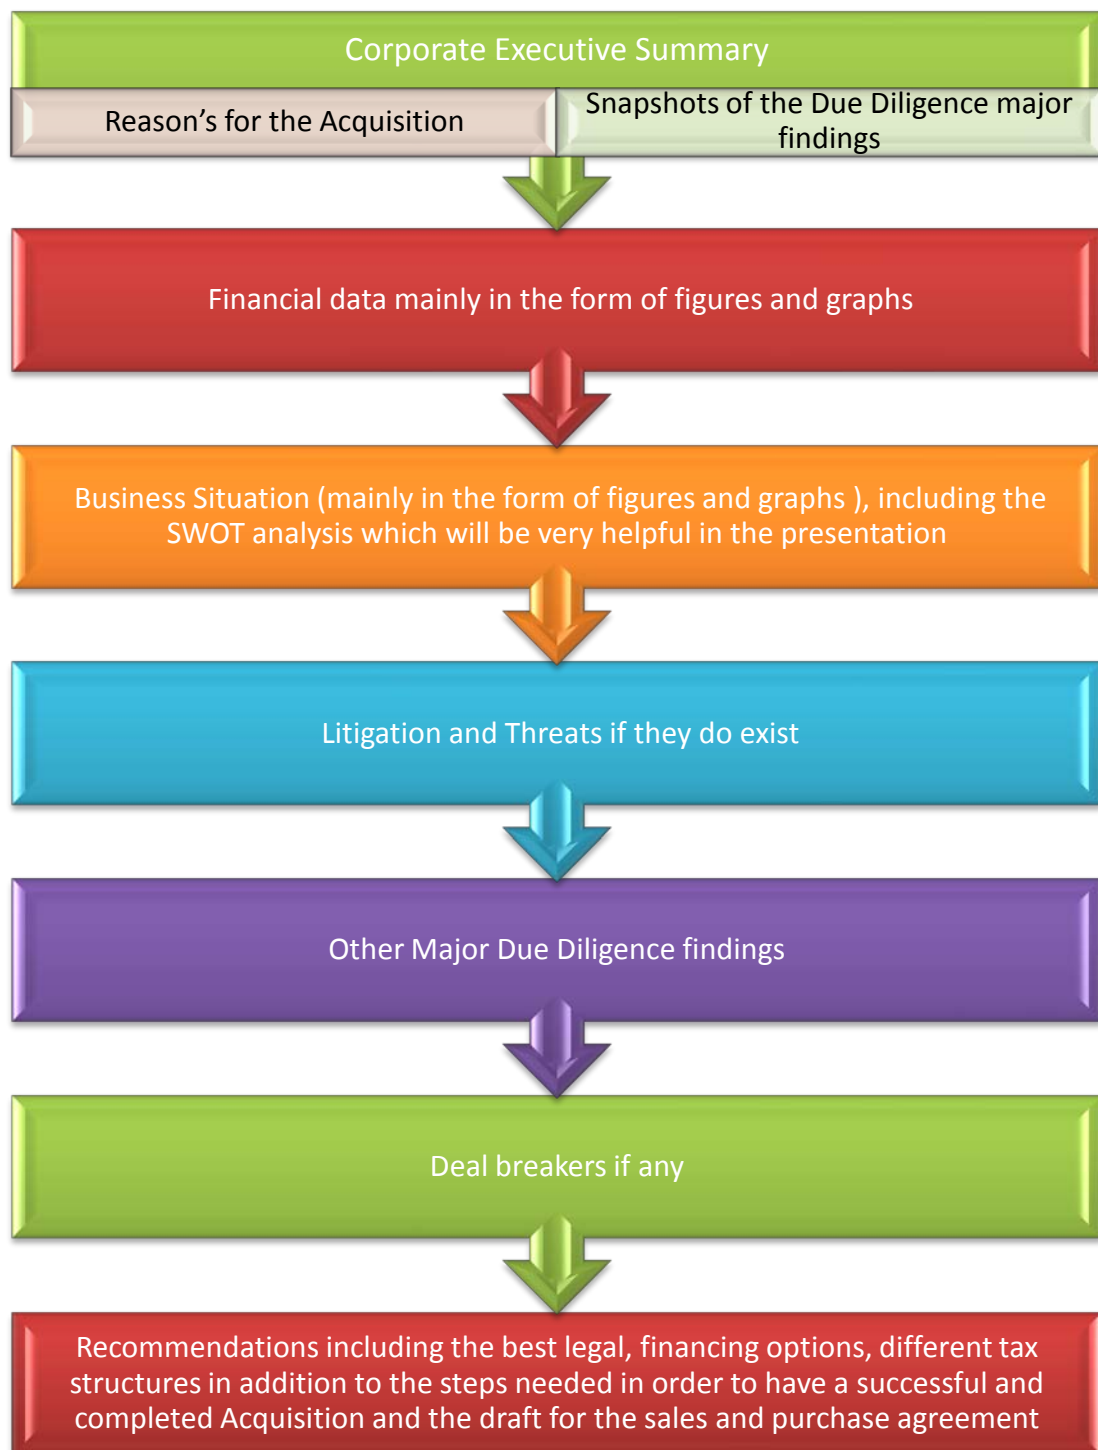 Corporate Executive Summary
Reason’s for the Acquisition
Snapshots of the Due Diligence major
findings
Financial data mainly in the form of figures and graphs
Business Situation (mainly in the form of figures and graphs ), including the
SWOT analysis which will be very helpful in the presentation
Litigation and Threats if they do exist
Other Major Due Diligence findings
Deal breakers if any
Recommendations including the best legal, financing options, different tax
structures in addition to the steps needed in order to have a successful and
completed Acquisition and the draft for the sales and purchase agreement